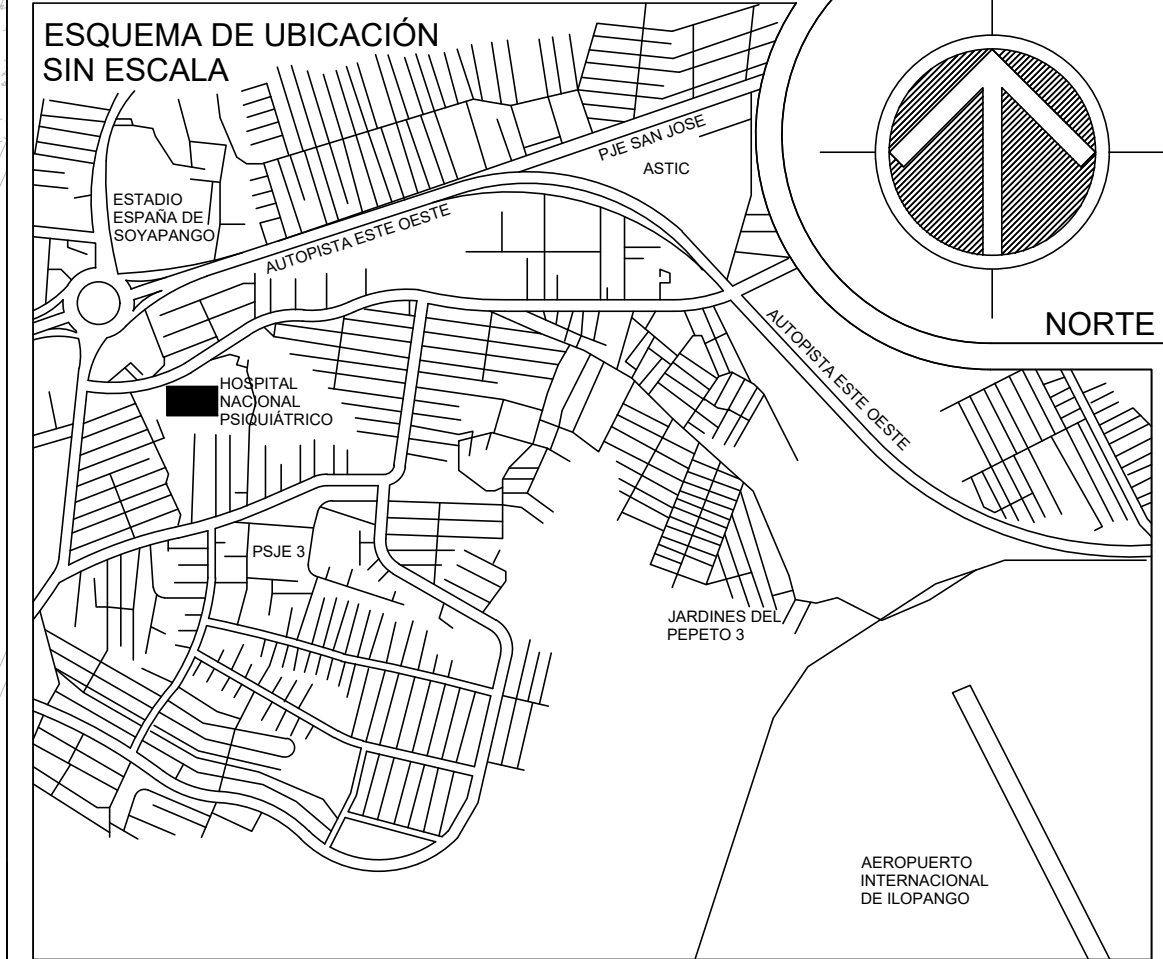 ESQUEMA DE UBICACIÓN
SIN ESCALA
NORTE
PJE SAN JOSE
ASTIC
ESTADIO
ESPAÑA DE
SOYAPANGO
AUTOPISTA ESTE OESTE
AUTOPISTA ESTE OESTE
HOSPITAL
NACIONAL
PSIQUIÁTRICO
PSJE 3
JARDINES DEL
PEPETO 3
AEROPUERTO
INTERNACIONAL
DE ILOPANGO